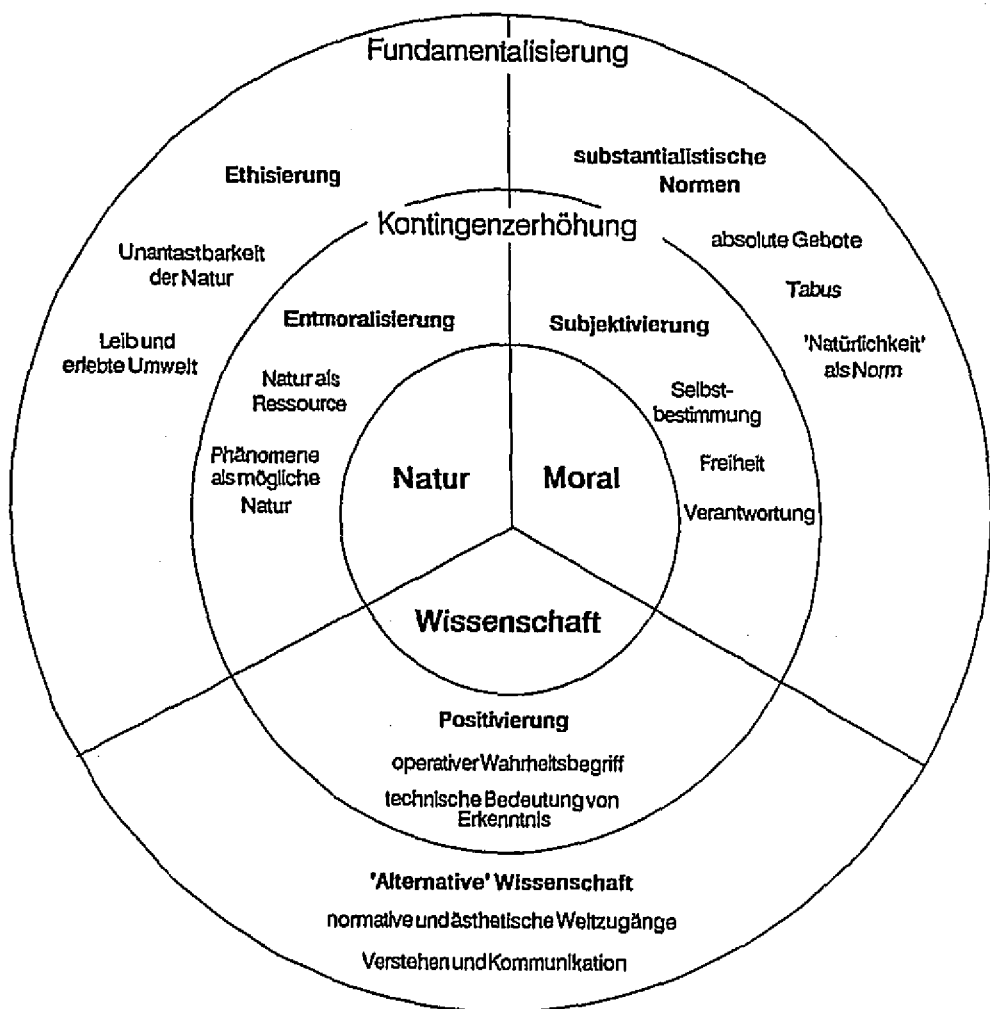 Fundamentalisierung
Ethisierung
Unantastbarkeit
der Natur
Leib und
erlebte Umwelt
substantialistische
Normen
absolute Gebote
Tabus
'Natürlichkeit'
als Norm
Kontingenzerhöhung
Entmoralisierung
Natur als
Ressource
Phänomene
als mögliche
Natur
Subjektivierung
Selbst-
bestimmung
Freiheit
Verantwortung
Natur
Moral
Wissenschaft
Positivierung
operativer Wahrheitsbegriff
technische Bedeutung von
Erkenntnis
'Alternative' Wissenschaft
normative und ästhetische Weltzugänge
Verstehen und Kommunikation